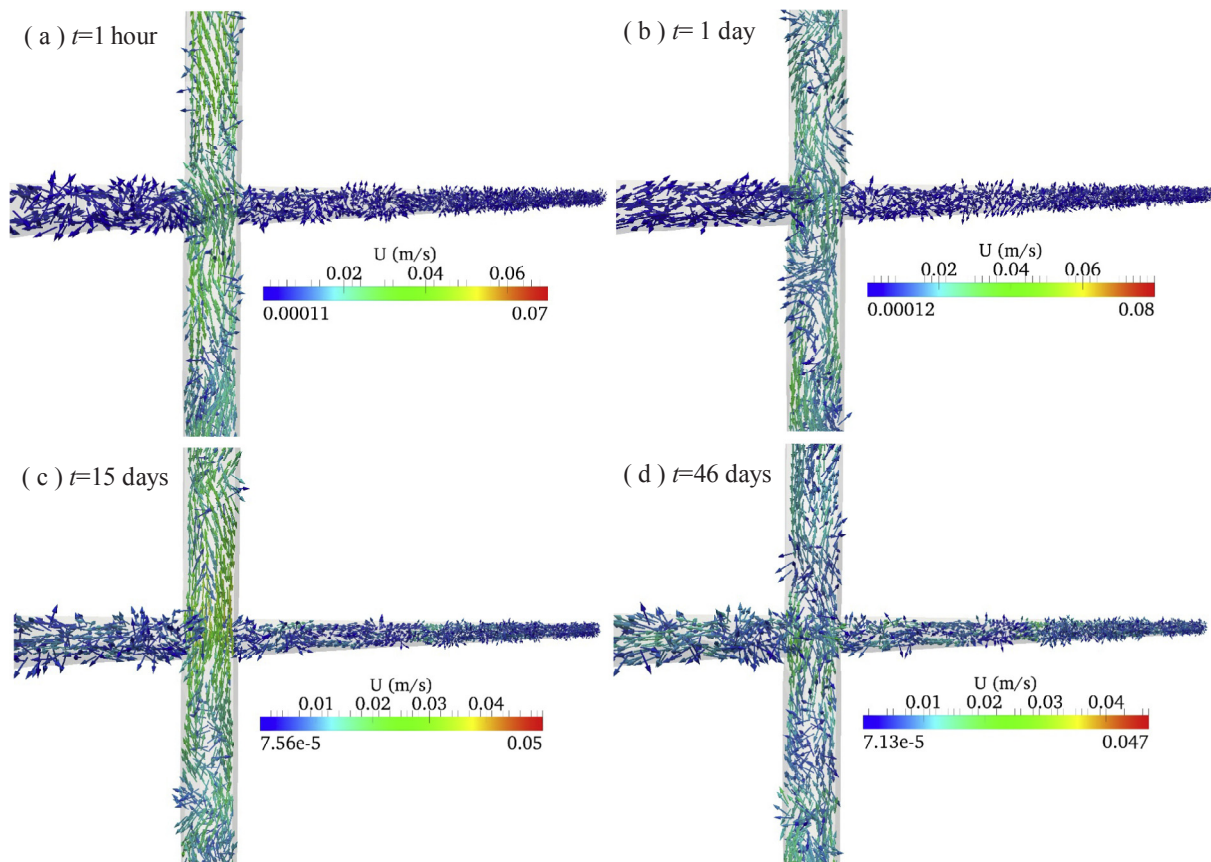 ( a ) t=1 hour
( b ) t= 1 day
U (m/s)
0.02 0.04 0.06
0.00011 0.07
U (m/s)
0.02 0.04 0.06
0.00012 0.08
( c ) t=15 days
( d ) t=46 days
U (m/s)
0.01 0.02 0.03 0.04
7.56e-5 0.05
U (m/s)
0.01 0.02 0.03 0.04
7.13e-5 0.047